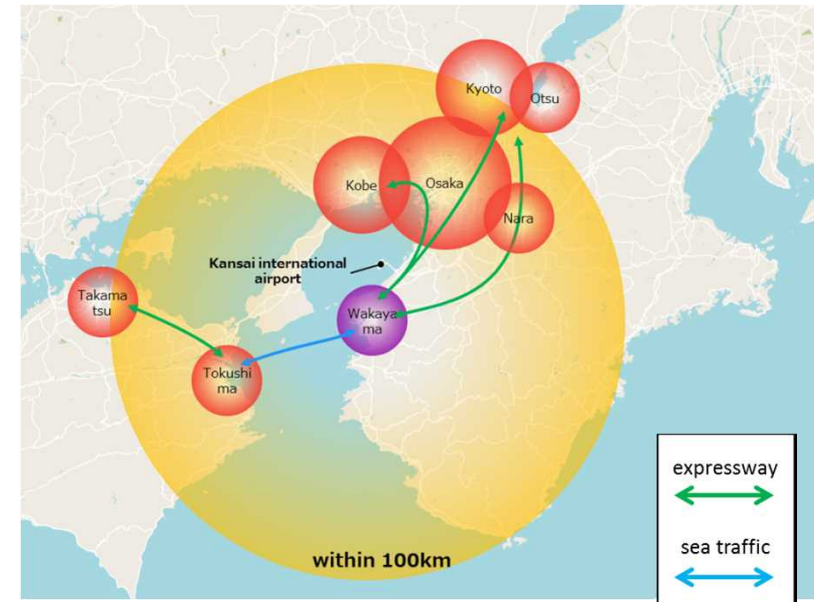 Kyoto
Otsu
Kobe
Osaka
Nara
Kansai international
airport
Takama
tsu
Wakaya
ma
Tokushi
ma
within 100km
expressway
sea traffic